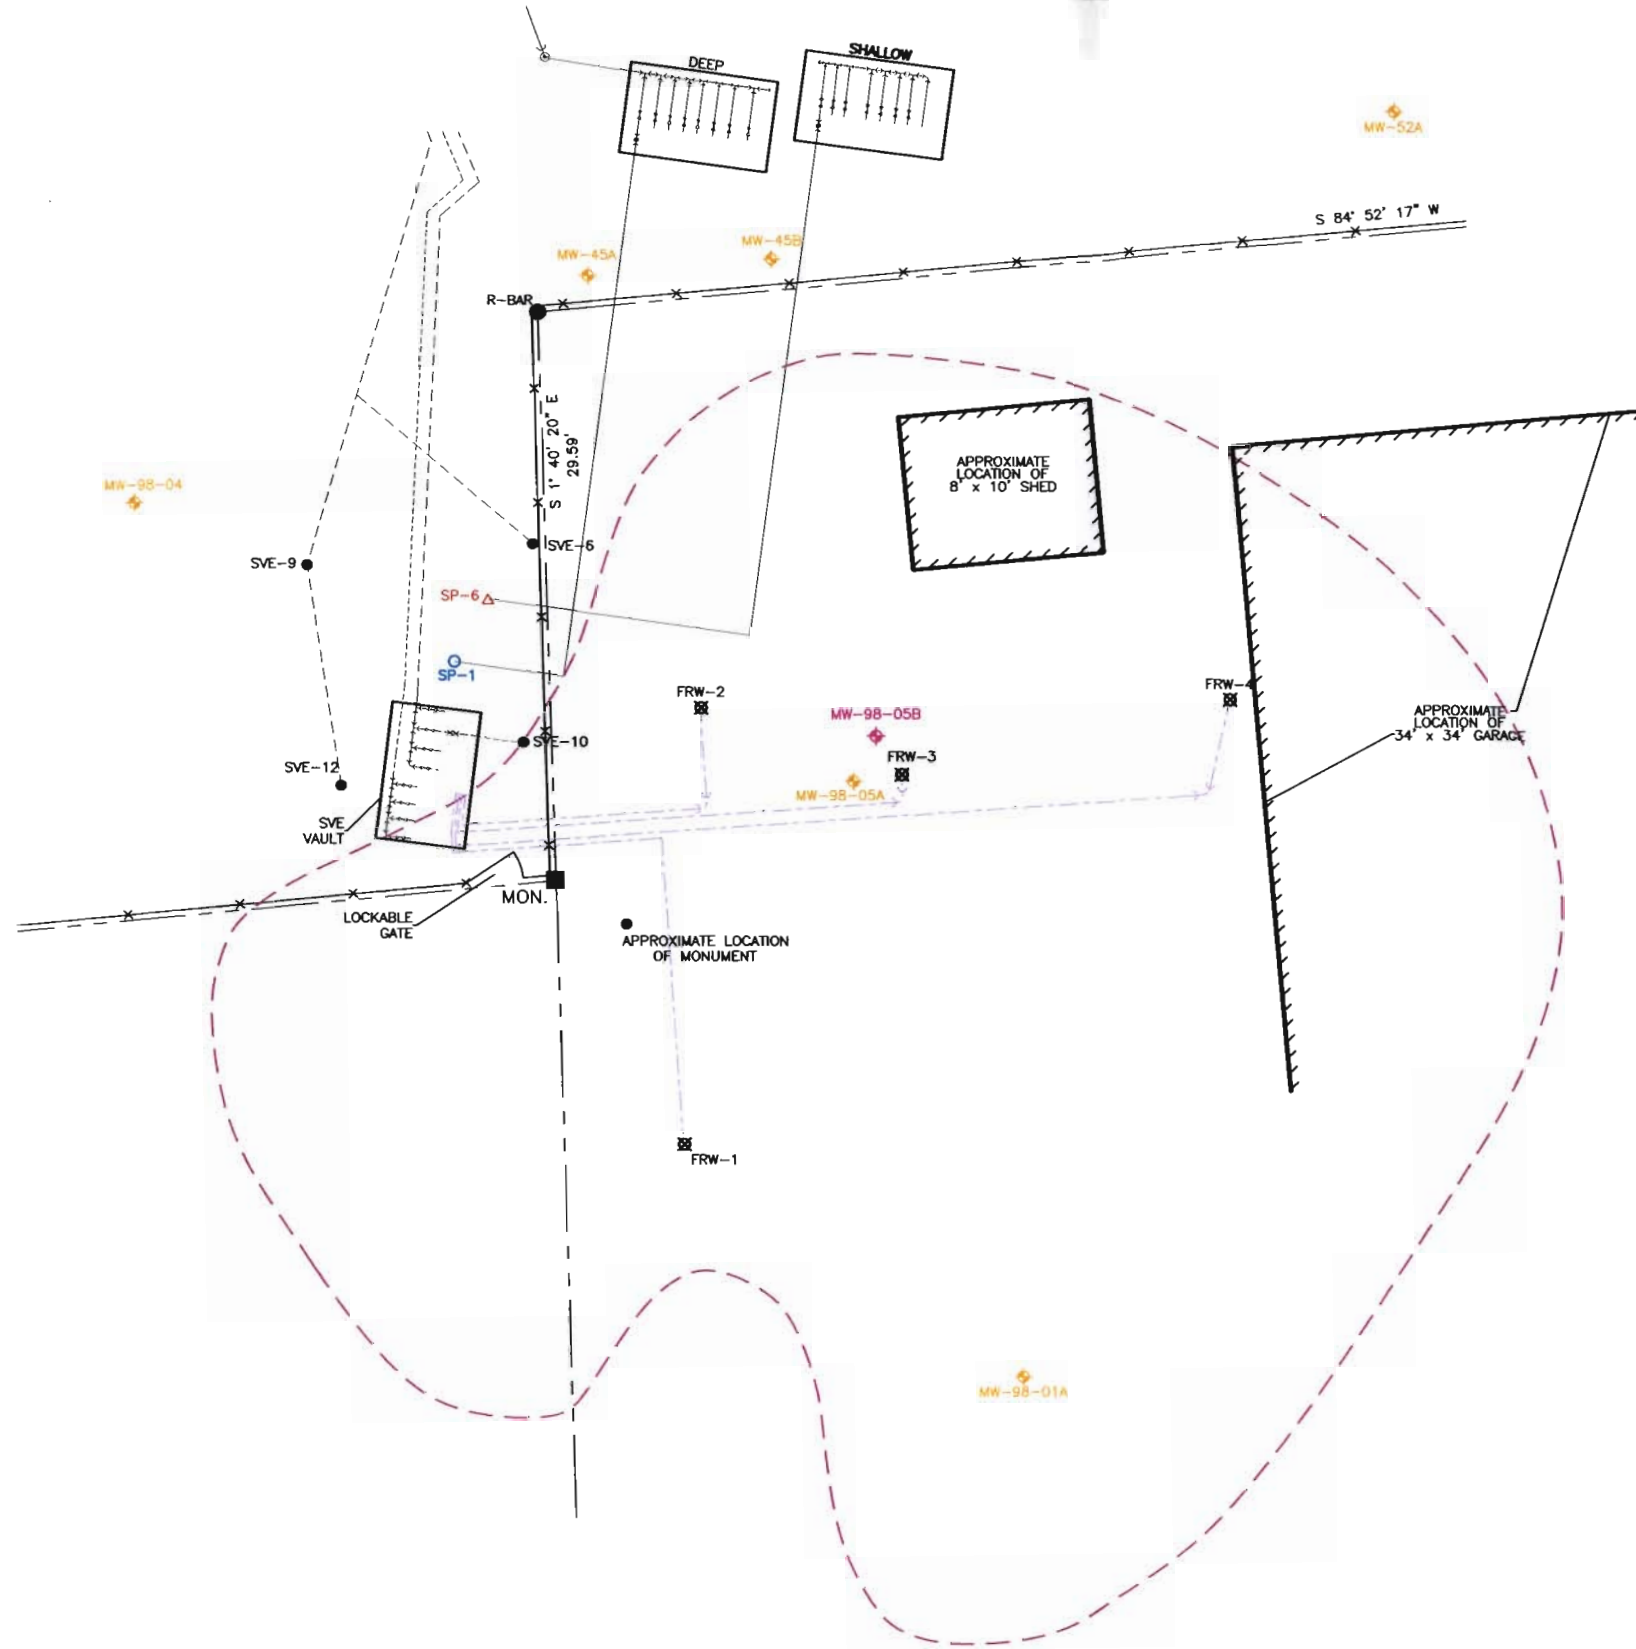 DEEP
SHALLOW
MW-52A
S 84' 52' 17" W
MW-45B
MW-45A
R-BAR
S 1' 40' 20" E
29.59'
APPROXIMATE
LOCATION OF
8' x 10' SHED
MW-98-04
SVE-6
SVE-9
SP-6
SP-1
FRW-2
FRW-4
MW-98-05B
APPROXIMATE
LOCATION OF
34' x 34' GARAGE
SVE-10
FRW-3
SVE-12
MW-98-05A
SVE
VAULT
MON.
LOCKABLE
GATE
APPROXIMATE LOCATION
OF MONUMENT
FRW-1
MW-98-01A